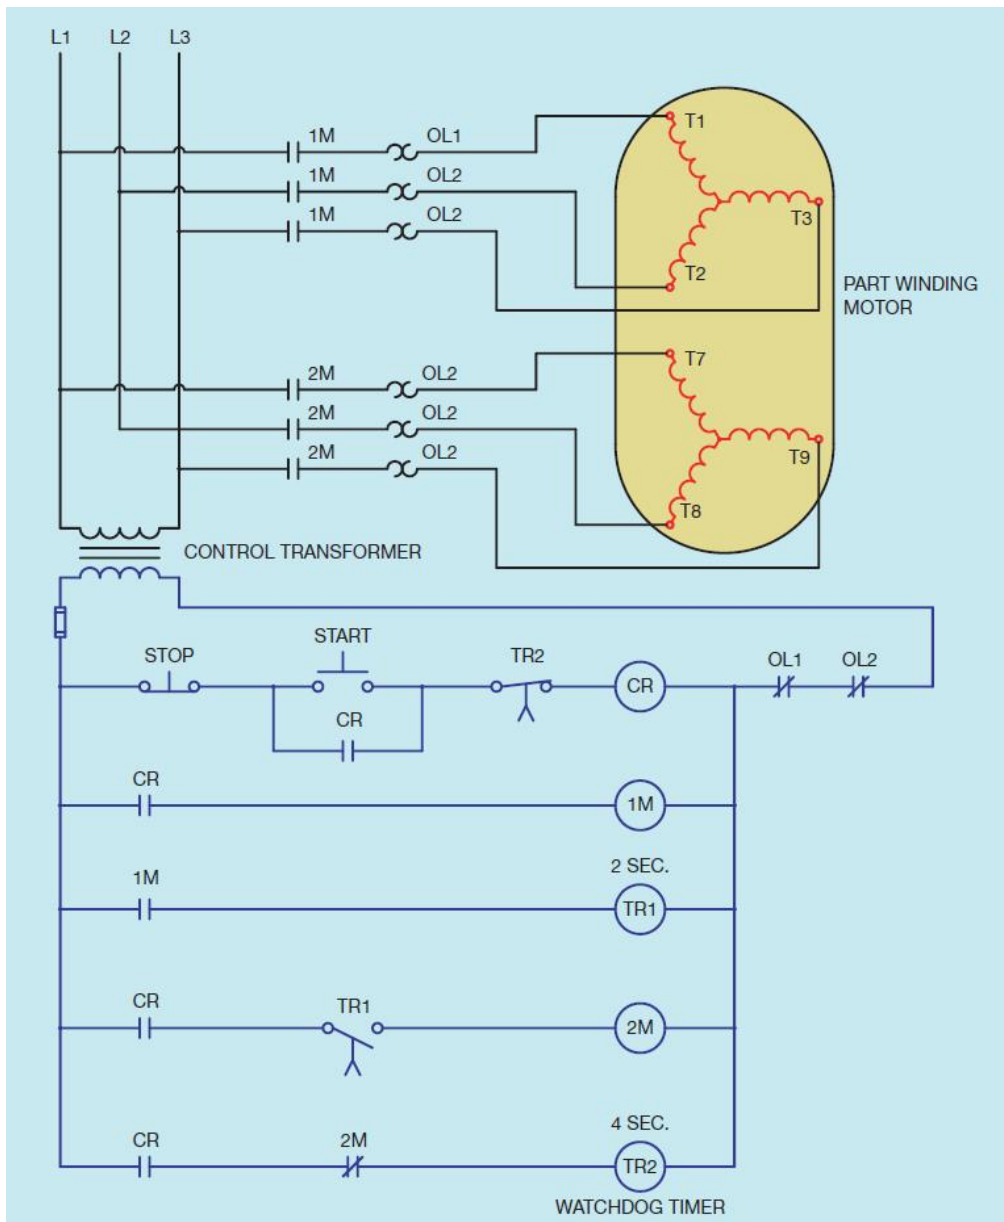 L1 L2 L3
1M OL1
T1
1M OL2
1M OL2
T3
T2
PART WINDING
MOTOR
T7
2M OL2
2M OL2
2M OL2
T9
T8
CONTROL TRANSFORMER
START
STOP TR2 OL1 OL2
CR
CR
CR
1M
2 SEC.
1M
TR1
CR TR1
2M
4 SEC.
CR 2M
TR2
WATCHDOG TIMER